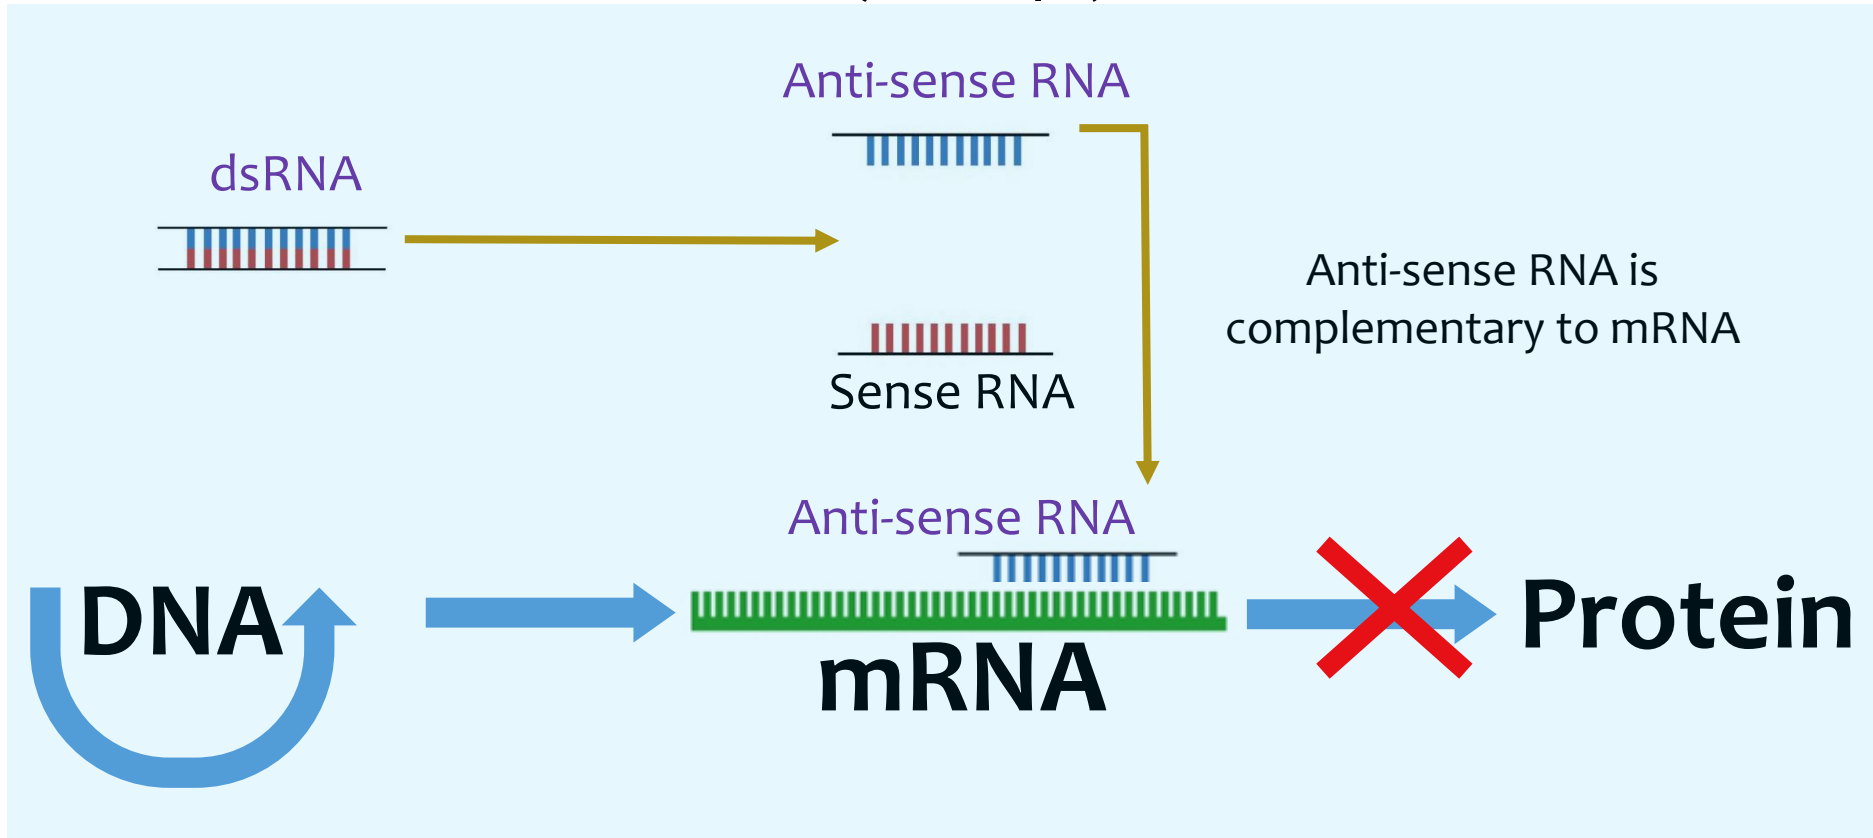 Anti-sense RNA
dsRNA
Anti-sense RNA is
complementary to mRNA
Sense RNA
Anti-sense RNA
DNA
Protein
mRNA